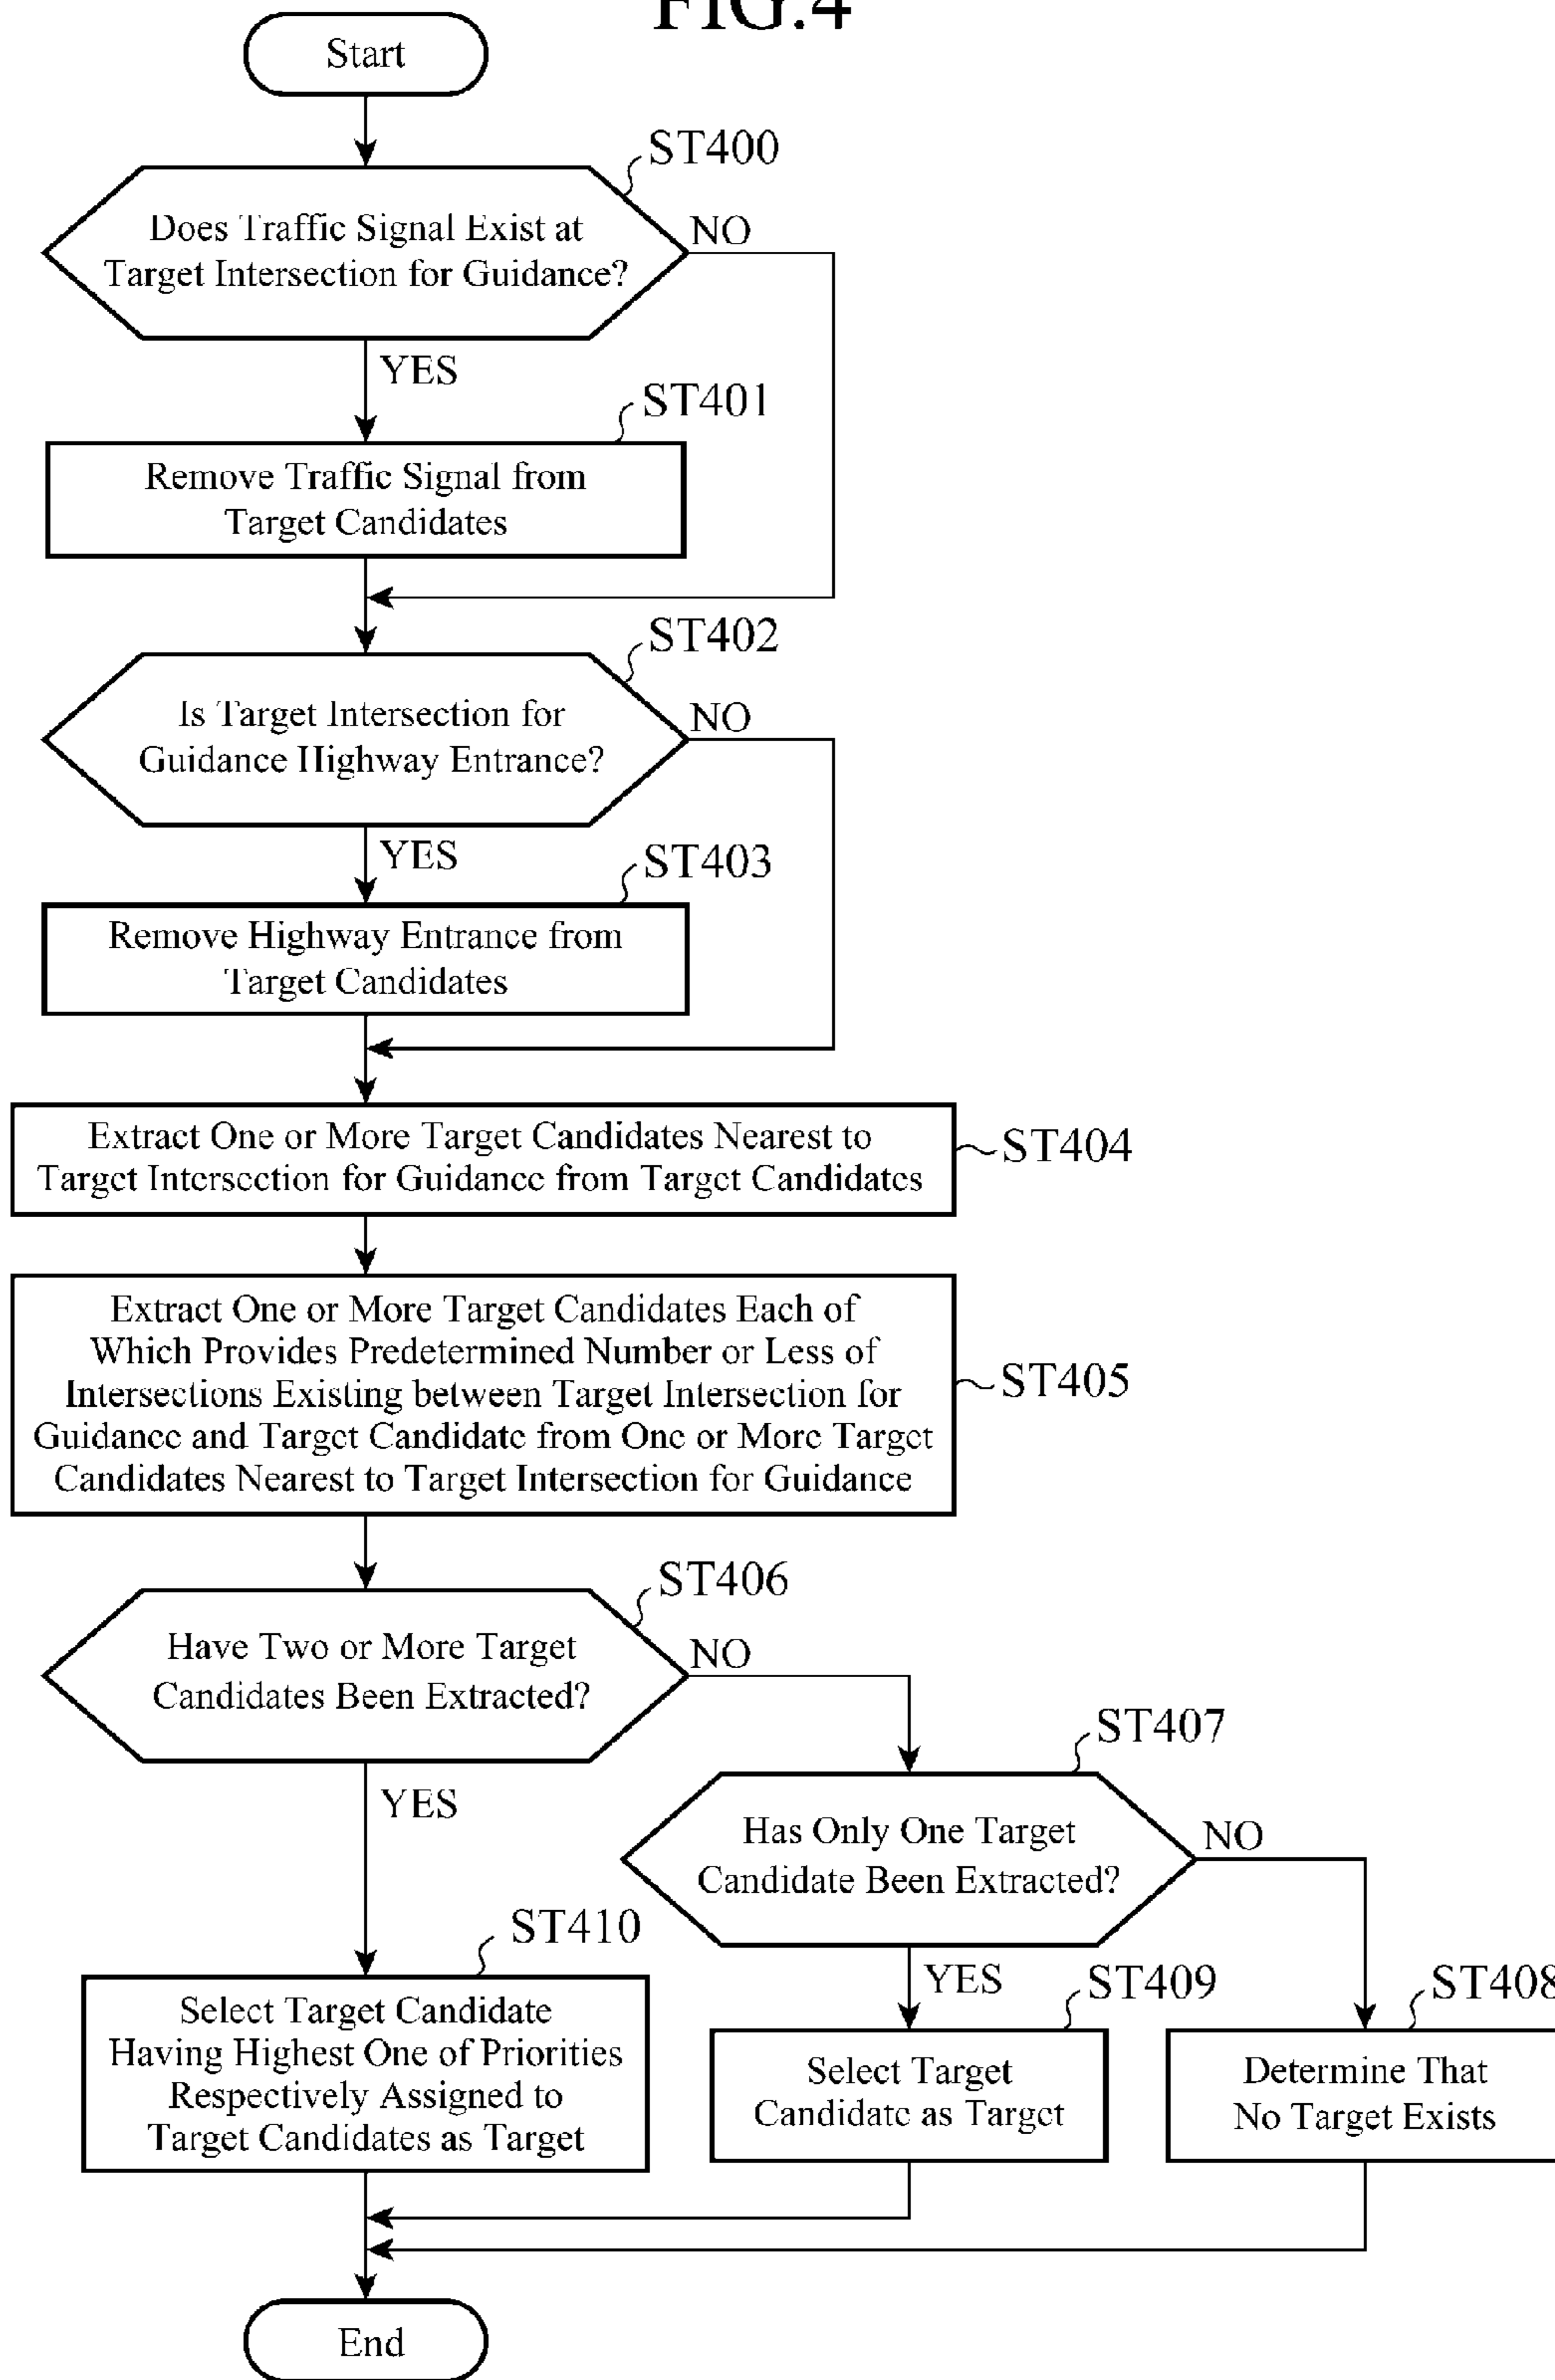 FIG.4
Start
ST400
Does Traffic Signal Exist at
Target Intersection for Guidance?
NO
YES
ST401
Remove Traffic Signal from
Target Candidates
ST402
Is Target Intersection for
Guidance Highway Entrance?
NO
YES
ST403
Remove Highway Entrance from
Target Candidates
Extract One or More Target Candidates Nearest to
Target Intersection for Guidance from Target Candidates
ST404
Extract One or More Target Candidates Each of
Which Provides Predetermined Number or Less of
Intersections Existing between Target Intersection for
Guidance and Target Candidate from One or More Target
Candidates Nearest to Target Intersection for Guidance
ST405
ST406
Have Two or More Target
Candidates Been Extracted?
NO
YES
ST407
Has Only One Target
Candidate Been Extracted?
NO
YES
ST410
Select Target Candidate
Having Highest One of Priorities
Respectively Assigned to
Target Candidates as Target
ST409
Select Target
Candidate as Target
ST408
Determine That
No Target Exists
End